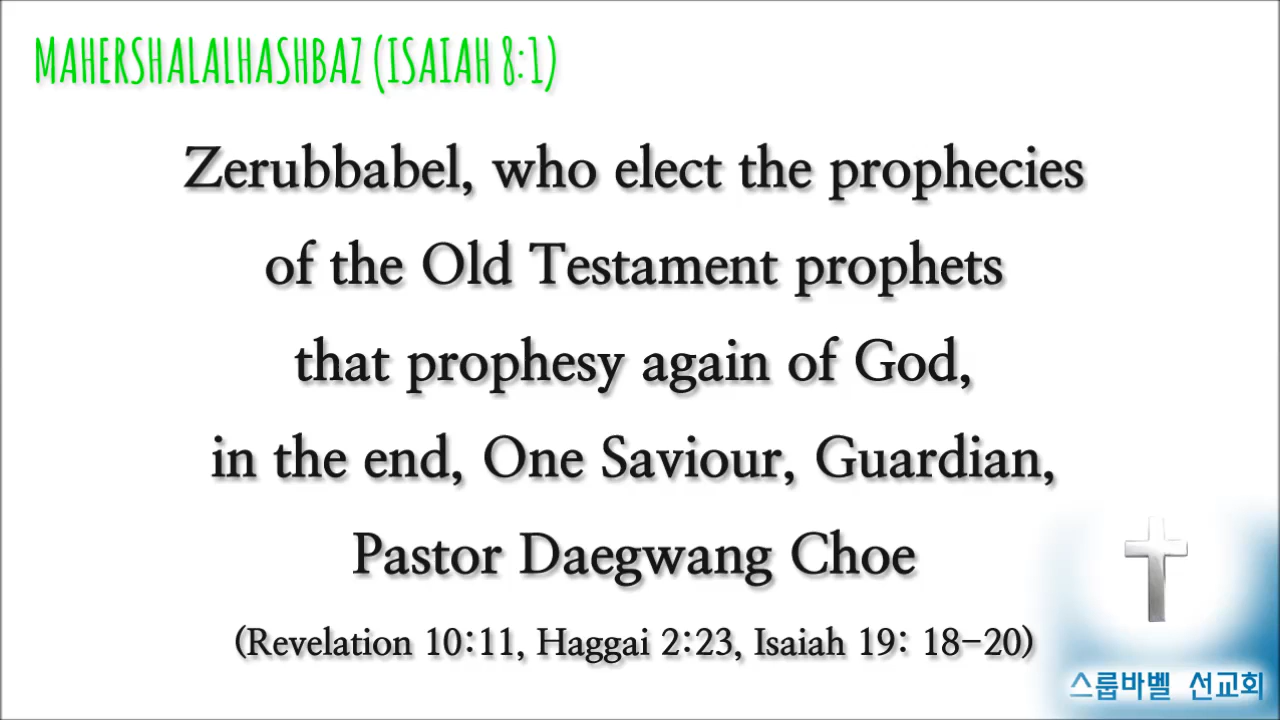 MAHERSHALALHASHBAZ (ISAIAH 8:1)
Zerubbabel, who elect the prophecies
of the Old Testament prophets
that prophesy again of God,
in the end, One Saviour, Guardian,
Pastor Daegwang Choe
(Revelation 10:11, Haggai 2:23, Isaiah 19: 18-20)
스룹바벨 선교회